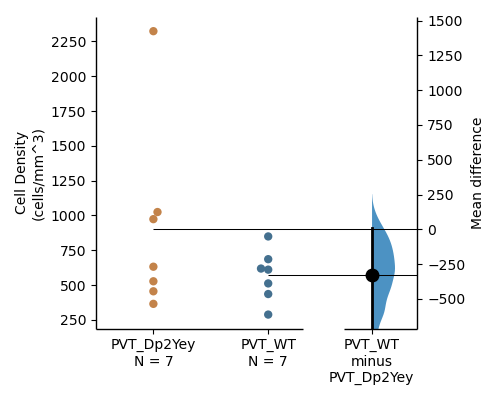 Cell Density
(cells/mm^3)
2250
2000
1750
1500
1250
1000
750
500
250
PVT_Dp2Yey
N = 7
PVT_WT
N = 7
PVT_WT
minus
PVT_Dp2Yey
1500
1250
1000
750
500
250
0
−250
−500
Mean difference